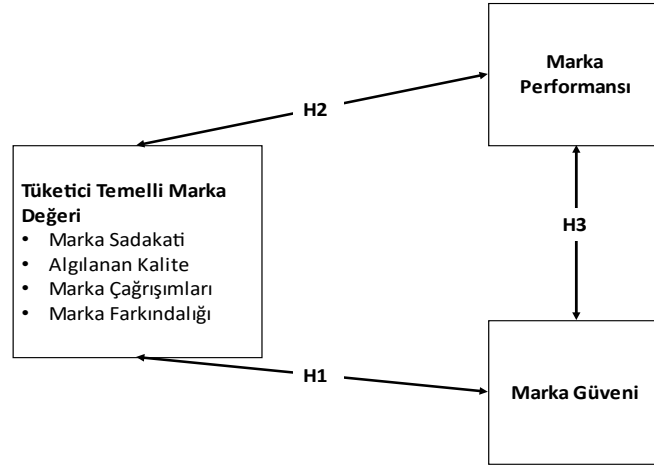 Marka
Performansı
H2
Tüketici Temelli Marka
Değeri
• Marka Sadakati
• Algılanan Kalite
• Marka Çağrışımları
• Marka Farkındalığı
H3
H1
Marka Güveni